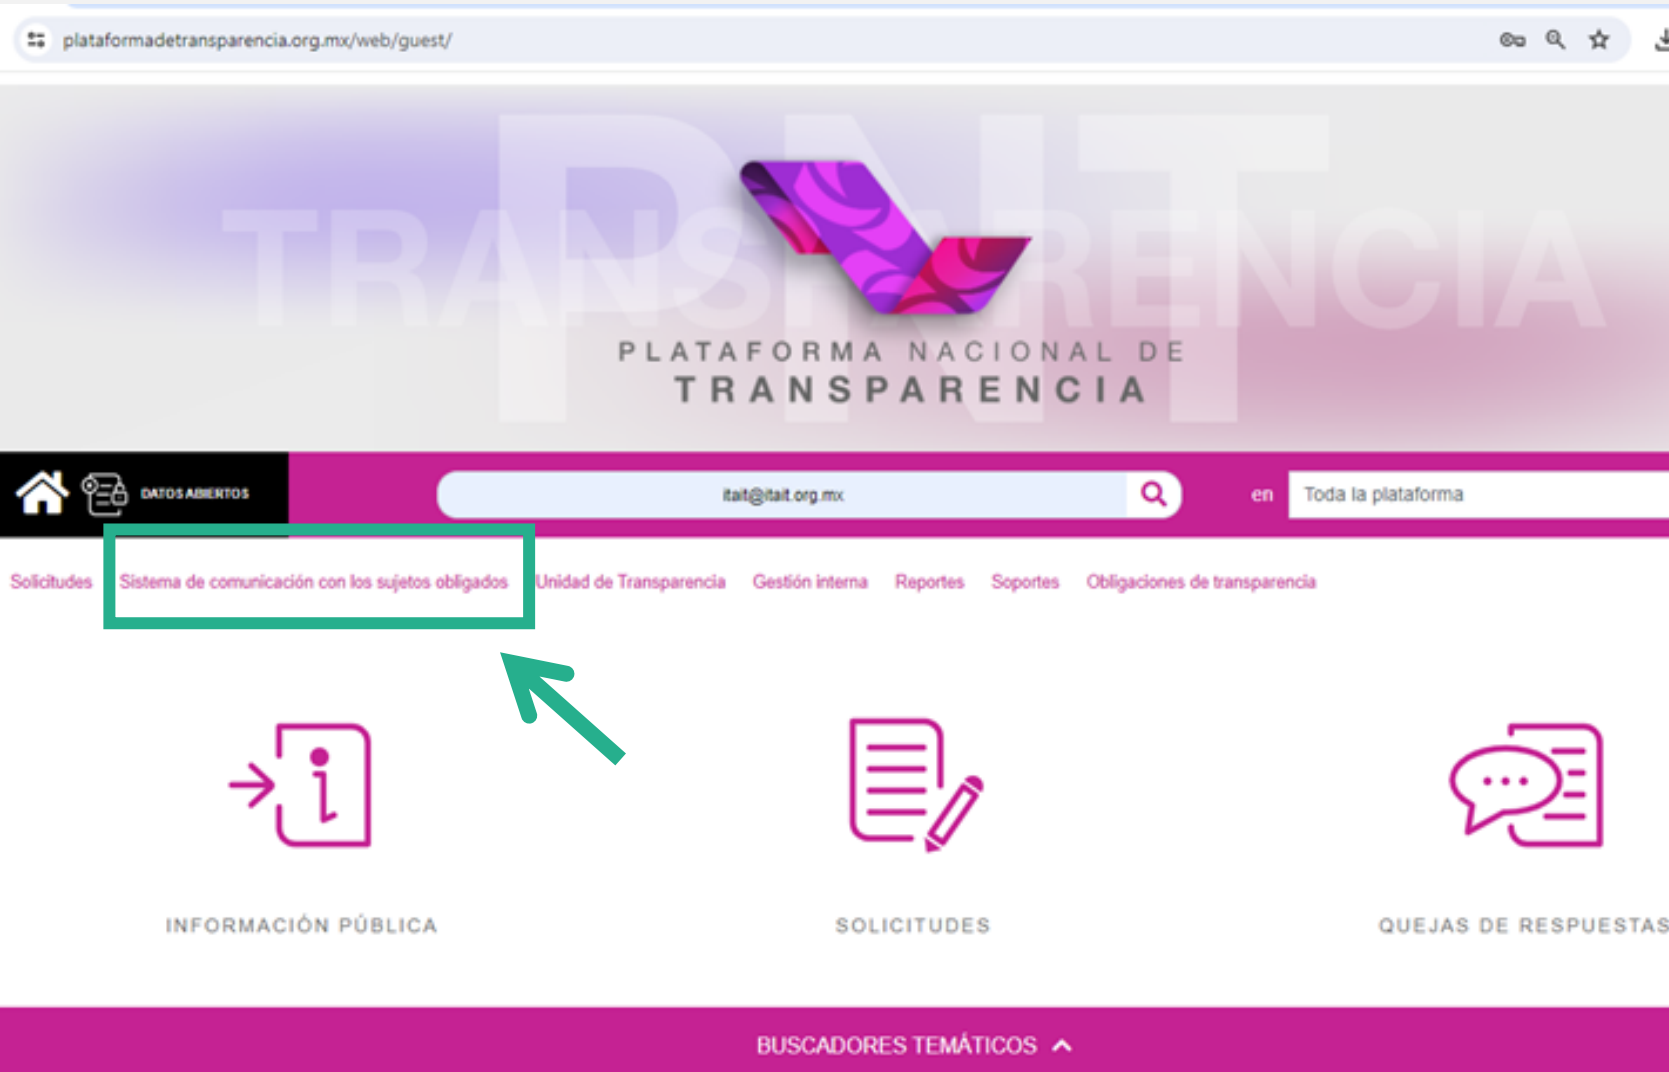 plataformadetransparencia.org.mx/web/guest/
PNT
TRANSPARENCIA
PLATAFORMA NACIONAL DE
TRANSPARENCIA
DATOS ABIERTOS
itait@itait.org.mx
en
Toda la plataforma
Solicitudes Sistema de comunicación con los sujetos obligados Unidad de Transparencia Gestión interna Reportes Soportes Obligaciones de transparencia
INFORMACIÓN PÚBLICA
SOLICITUDES
QUEJAS DE RESPUESTAS
BUSCADORES TEMÁTICOS